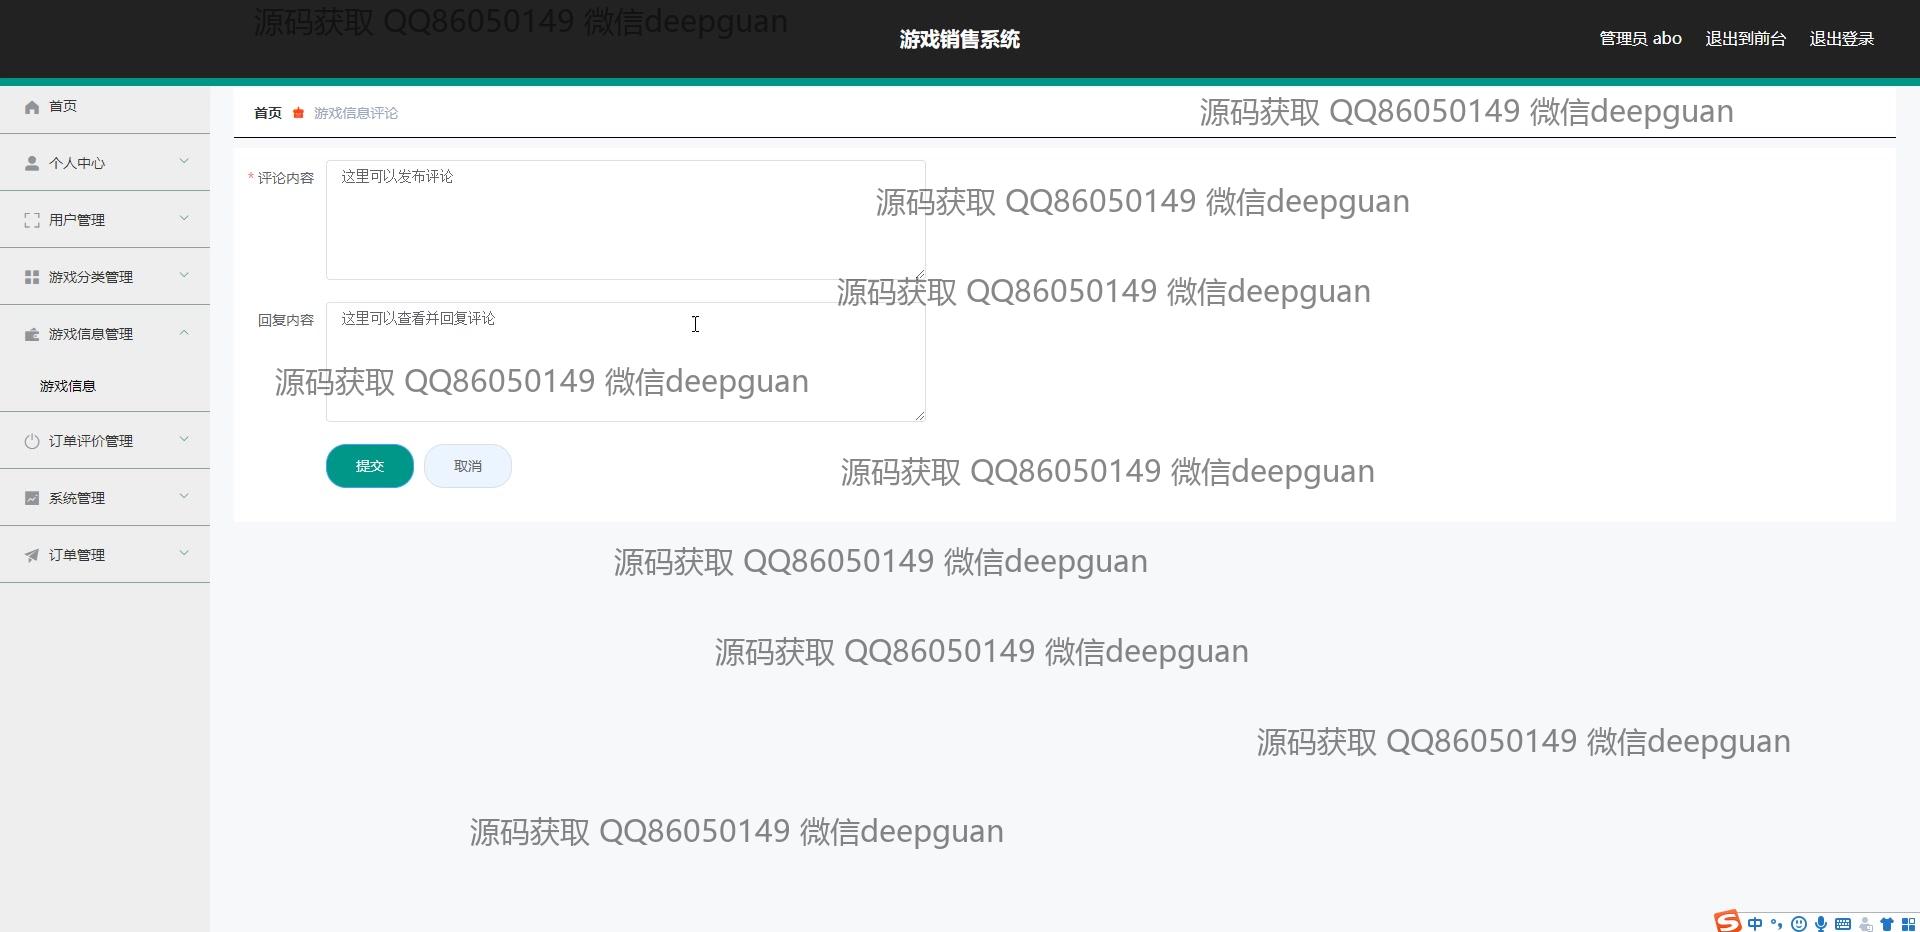 源码获取 QQ86050149 微信deepguan
游戏销售系统
管理员 abo 退出到前台 退出登录
首页
首页 游戏信息评论
源码获取 QQ86050149 微信deepguan
个人中心
* 评论内容
这里可以发布评论
源码获取 QQ86050149 微信deepguan
用户管理
游戏分类管理
源码获取 QQ86050149 微信deepguan
回复内容
这里可以查看并回复评论
游戏信息管理
游戏信息
源码获取 QQ86050149 微信deepguan
订单评价管理
提交 取消
源码获取 QQ86050149 微信deepguan
系统管理
订单管理
源码获取 QQ86050149 微信deepguan
源码获取 QQ86050149 微信deepguan
源码获取 QQ86050149 微信deepguan
源码获取 QQ86050149 微信deepguan
S 中